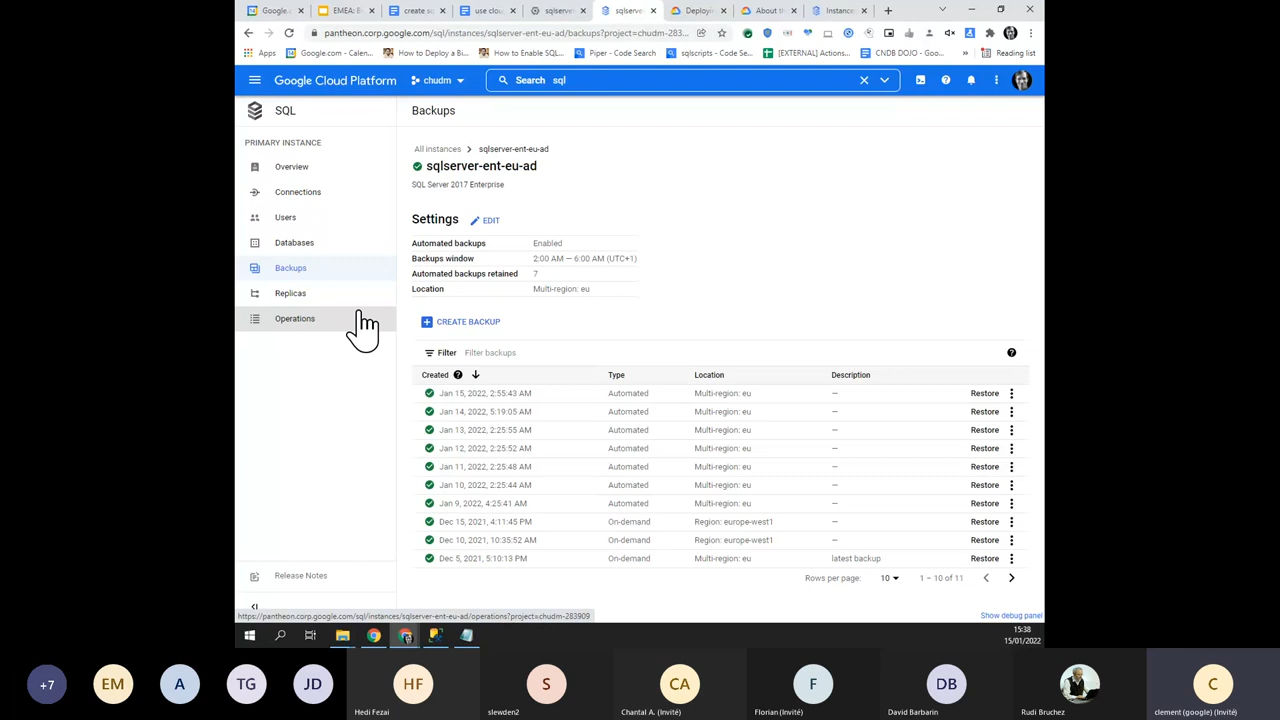 Google.c
EMEA: B
create sq
use clou
sqlserver
sqlserver
Deployin
About th
Instance
pantheon.corp.google.com/sql/instances/sqlserver-ent-eu-ad/backups?project=chudm-283...
Apps
Google.com - Calen...
How to Deploy a Bi...
How to Enable SQL...
Piper - Code Search
sqlscripts - Code Se...
[EXTERNAL] Actions...
CNDB DOJO - Goo...
»
Reading list
Google Cloud Platform
chudm
Search sql
SQL
Backups
PRIMARY INSTANCE
Overview
Connections
Users
Databases
Backups
Replicas
Operations
Release Notes
All instances
sqlserver-ent-eu-ad
sqlserver-ent-eu-ad
SQL Server 2017 Enterprise
Settings EDIT
Automated backups Enabled
Backups window 2:00 AM — 6:00 AM (UTC+1)
Automated backups retained 7
Location Multi-region: eu
CREATE BACKUP
Filter Filter backups
Created Type Location Description
Jan 15, 2022, 2:55:43 AM Automated Multi-region: eu — Restore
Jan 14, 2022, 5:19:05 AM Automated Multi-region: eu — Restore
Jan 13, 2022, 2:25:55 AM Automated Multi-region: eu — Restore
Jan 12, 2022, 2:25:52 AM Automated Multi-region: eu — Restore
Jan 11, 2022, 2:25:48 AM Automated Multi-region: eu — Restore
Jan 10, 2022, 2:25:44 AM Automated Multi-region: eu — Restore
Jan 9, 2022, 4:25:41 AM Automated Multi-region: eu — Restore
Dec 15, 2021, 4:11:45 PM On-demand Region: europe-west1 — Restore
Dec 10, 2021, 10:35:52 AM On-demand Region: europe-west1 — Restore
Dec 5, 2021, 5:10:13 PM On-demand Multi-region: eu latest backup Restore
Rows per page: 10 1 – 10 of 11
https://pantheon.corp.google.com/sql/instances/sqlserver-ent-eu-ad/operations?project=chudm-283909
Show debug panel
15:38
15/01/2022
+7
EM
A
TG
JD
HF
S
CA
F
DB
C
Hedi Fezai
slewden2
Chantal A. (Invité)
Florian (Invité)
David Barbarin
Rudi Bruchez
clement (google) (Invité)